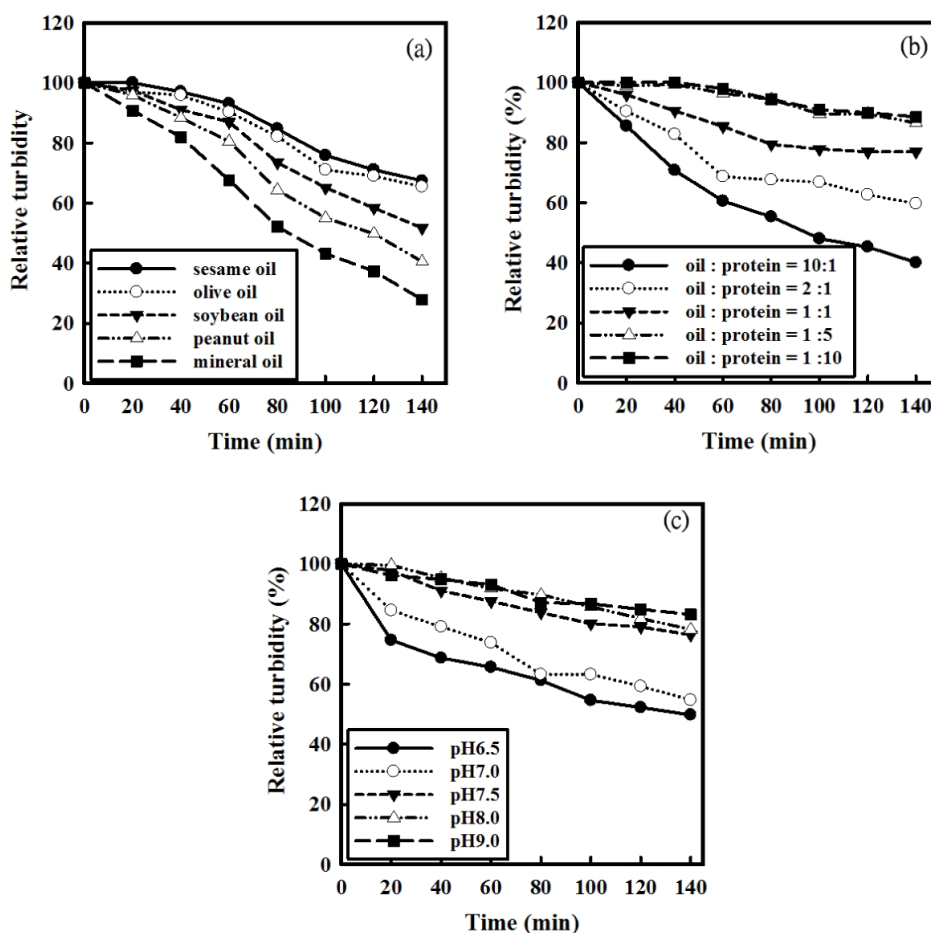 (a)
Relative turbidity
120
100
80
60
40
20
0
sesame oil
olive oil
soybean oil
peanut oil
mineral oil
0 20 40 60 80 100 120 140
Time (min)
(b)
Relative turbidity (%)
120
100
80
60
40
20
0
oil : protein = 10:1
oil : protein = 2 :1
oil : protein = 1 :1
oil : protein = 1 :5
oil : protein = 1 :10
0 20 40 60 80 100 120 140
Time (min)
(c)
Relative turbidity (%)
120
100
80
60
40
20
0
pH6.5
pH7.0
pH7.5
pH8.0
pH9.0
0 20 40 60 80 100 120 140
Time (min)